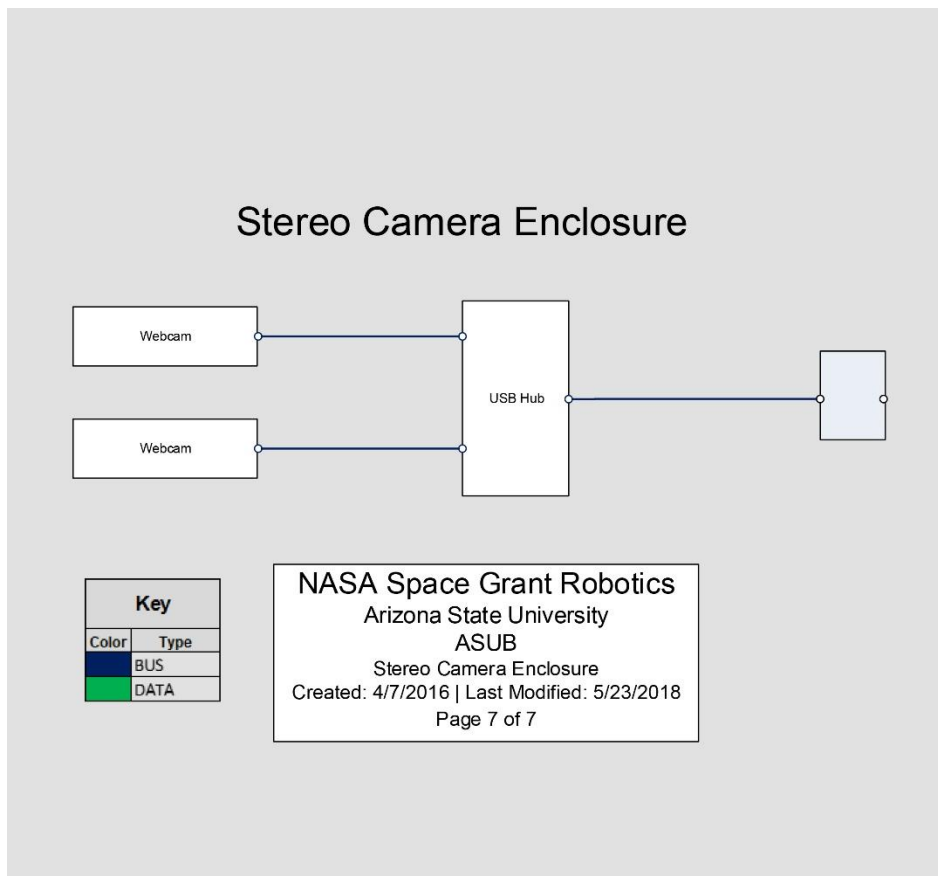 Stereo Camera Enclosure
Webcam
USB Hub
Webcam
Key
Color Type
BUS
DATA
NASA Space Grant Robotics
Arizona State University
ASUB
Stereo Camera Enclosure
Created: 4/7/2016 | Last Modified: 5/23/2018
Page 7 of 7